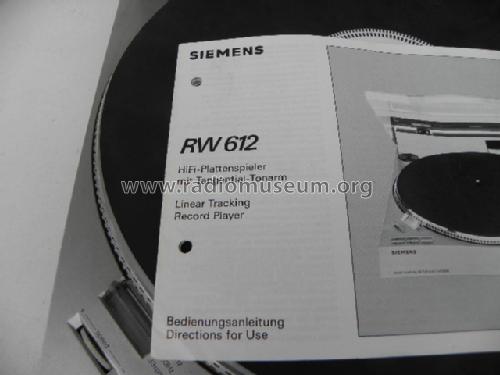 SIEMENS
RW 612
HiFi-Plattenspieler
mit Tangential-Tonarm
www.radiomuseum.org
Linear Tracking
Record Player
SIEMENS
Bedienungsanleitung
Directions for Use